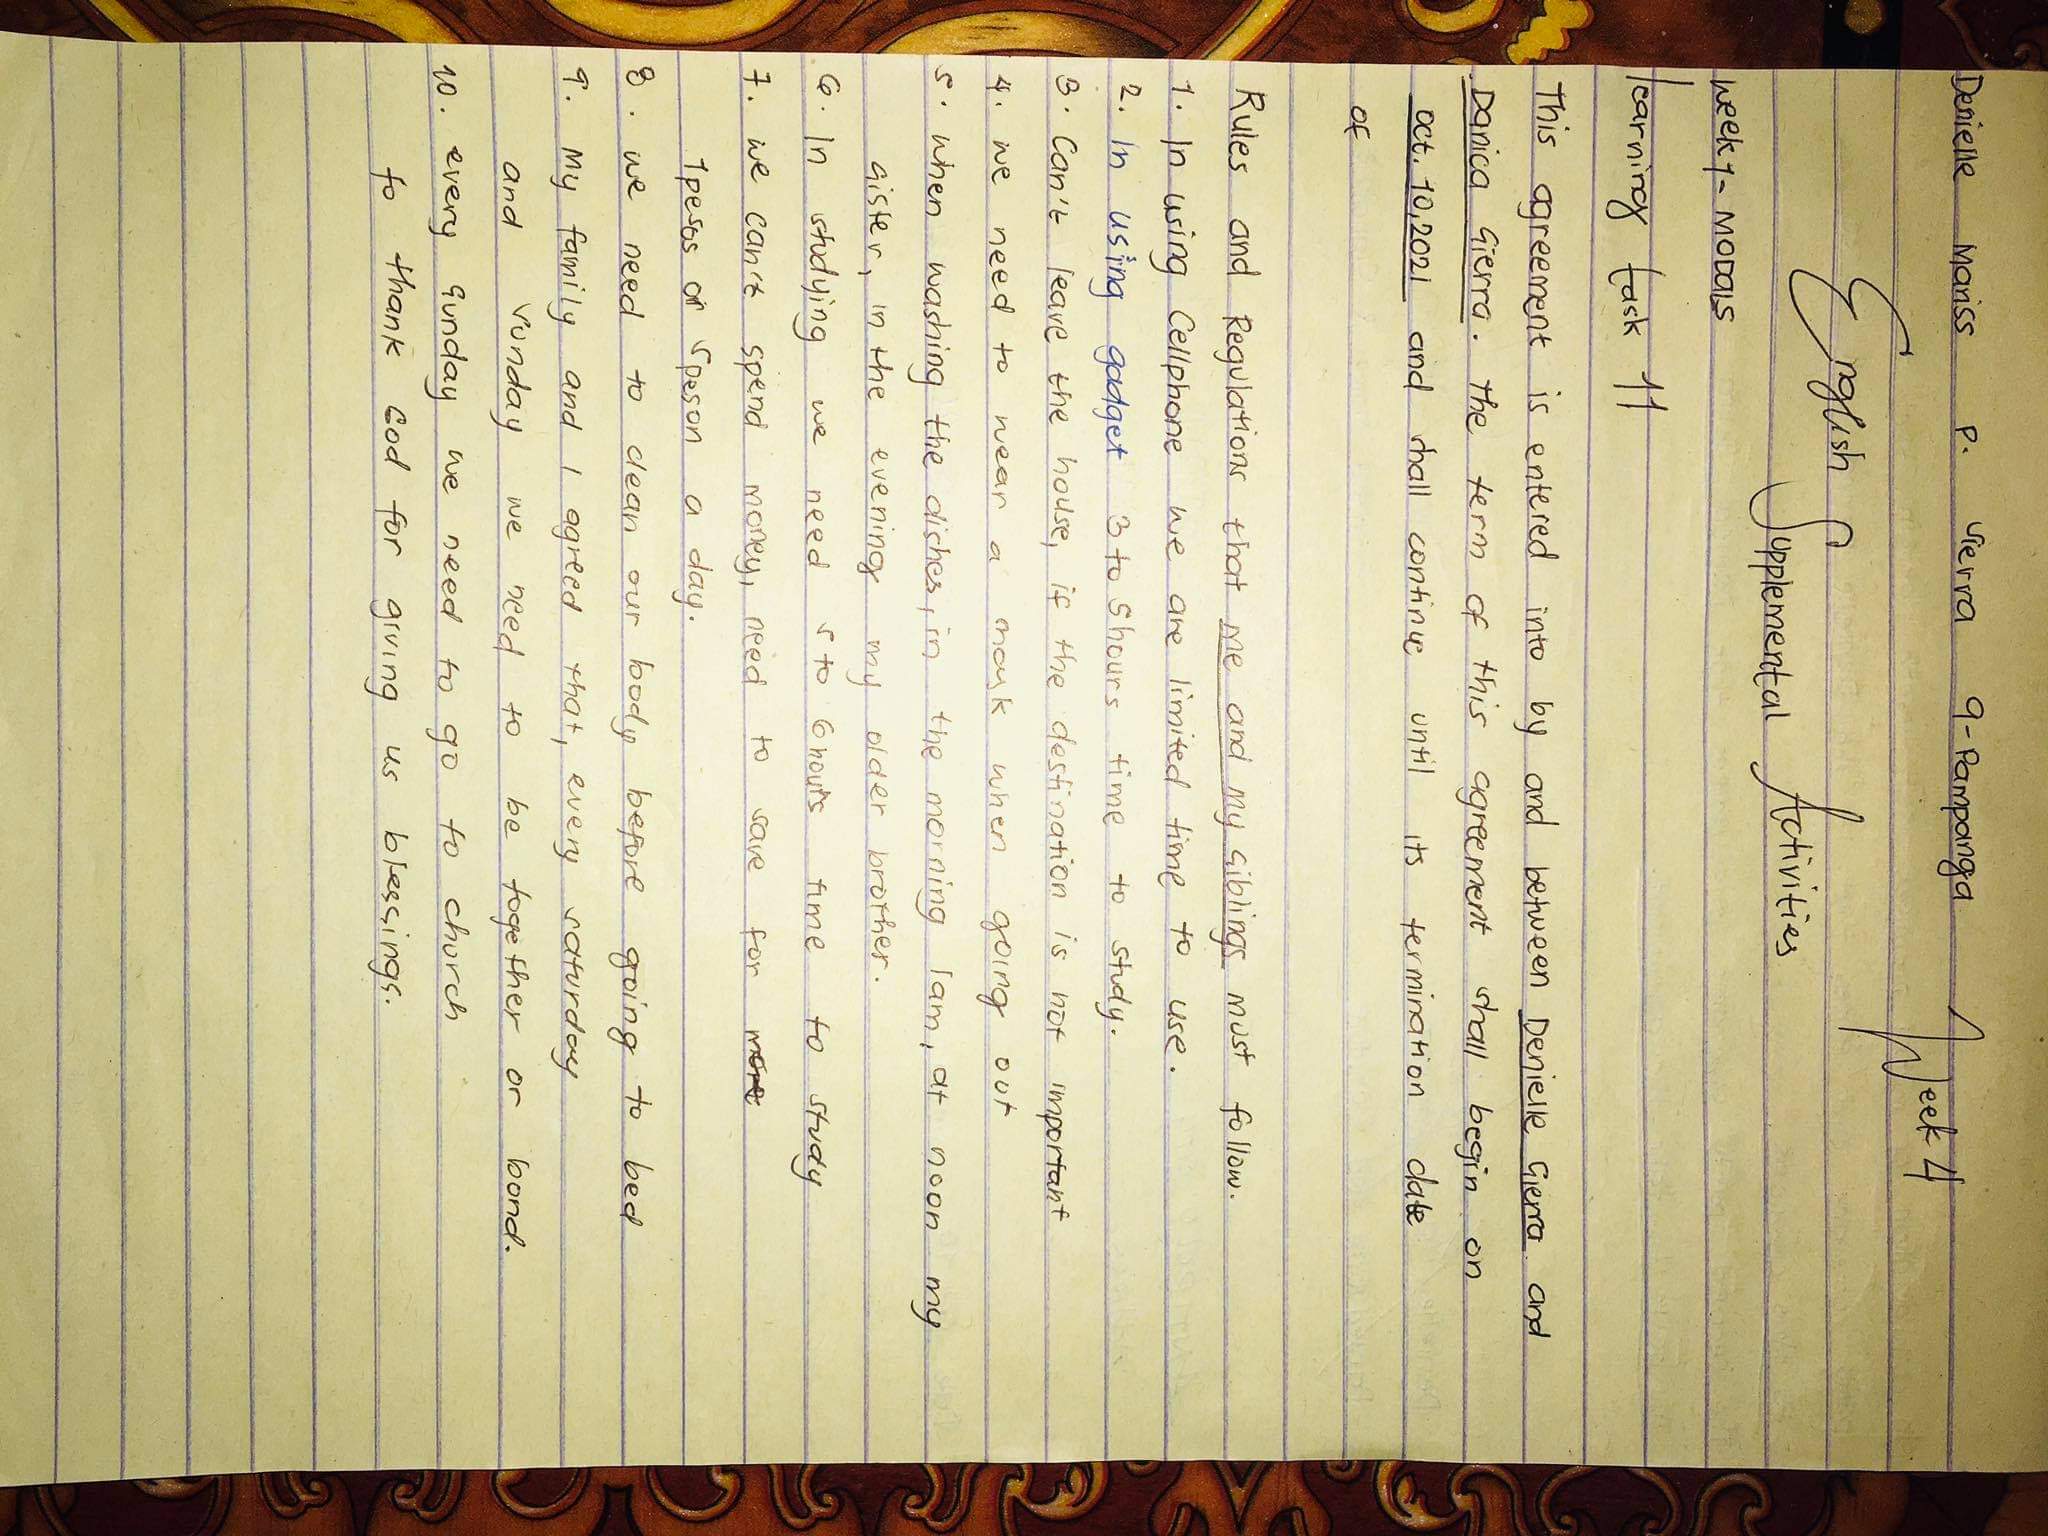 Denielle Mariss P. Sierra 9-Pampanga
Week 4
English Supplemental Activities
Week 1- MODALS
learning task 11
This agreement is entered into by and between Denielle Sierra and
Danica Sierra. the term of this agreement shall begin on
Oct. 10,2021 and shall continue until its termination date
of
Rules and Regulations that me and my siblings must follow.
1. In using Cellphone we are limited time to use.
2. In using gadget 3 to 5hours time to study.
3. Can't leave the house, if the destination is not important
4. we need to wear a mask when going out
5. when washing the dishes, in the morning Iam, at noon my
sister, in the evening my older brother.
6. In studying we need 5 to 6hours time to study
7. we can't spend money, need to save for more
1pesos or 5peson a day.
8. we need to clean our body before going to bed
9. My family and I agreed that, every saturday
and sunday we need to be together or bond.
10. every sunday we need to go to church
to thank God for giving us blessings.